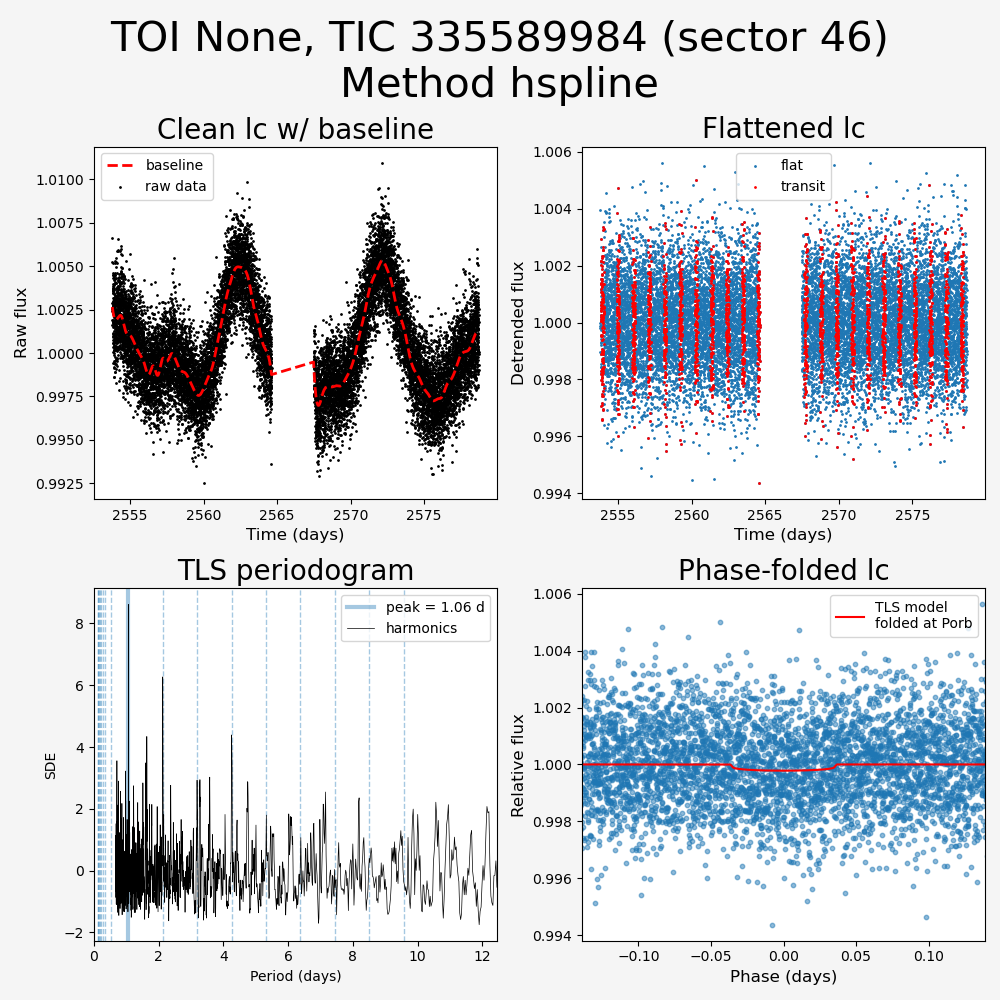 TOI None, TIC 335589984 (sector 46)
Method hspline
Clean lc w/ baseline
baseline
raw data
1.0100
1.0075
1.0050
1.0025
1.0000
0.9975
0.9950
0.9925
Raw flux
2555
2560
2565
2570
2575
Time (days)
Flattened lc
flat
transit
1.006
1.004
1.002
1.000
0.998
0.996
0.994
Detrended flux
2555
2560
2565
2570
2575
Time (days)
TLS periodogram
peak = 1.06 d
harmonics
8
6
4
2
0
−2
SDE
0
2
4
6
8
10
12
Period (days)
Phase-folded lc
TLS model
folded at Porb
1.006
1.004
1.002
1.000
0.998
0.996
0.994
Relative flux
−0.10
−0.05
0.00
0.05
0.10
Phase (days)